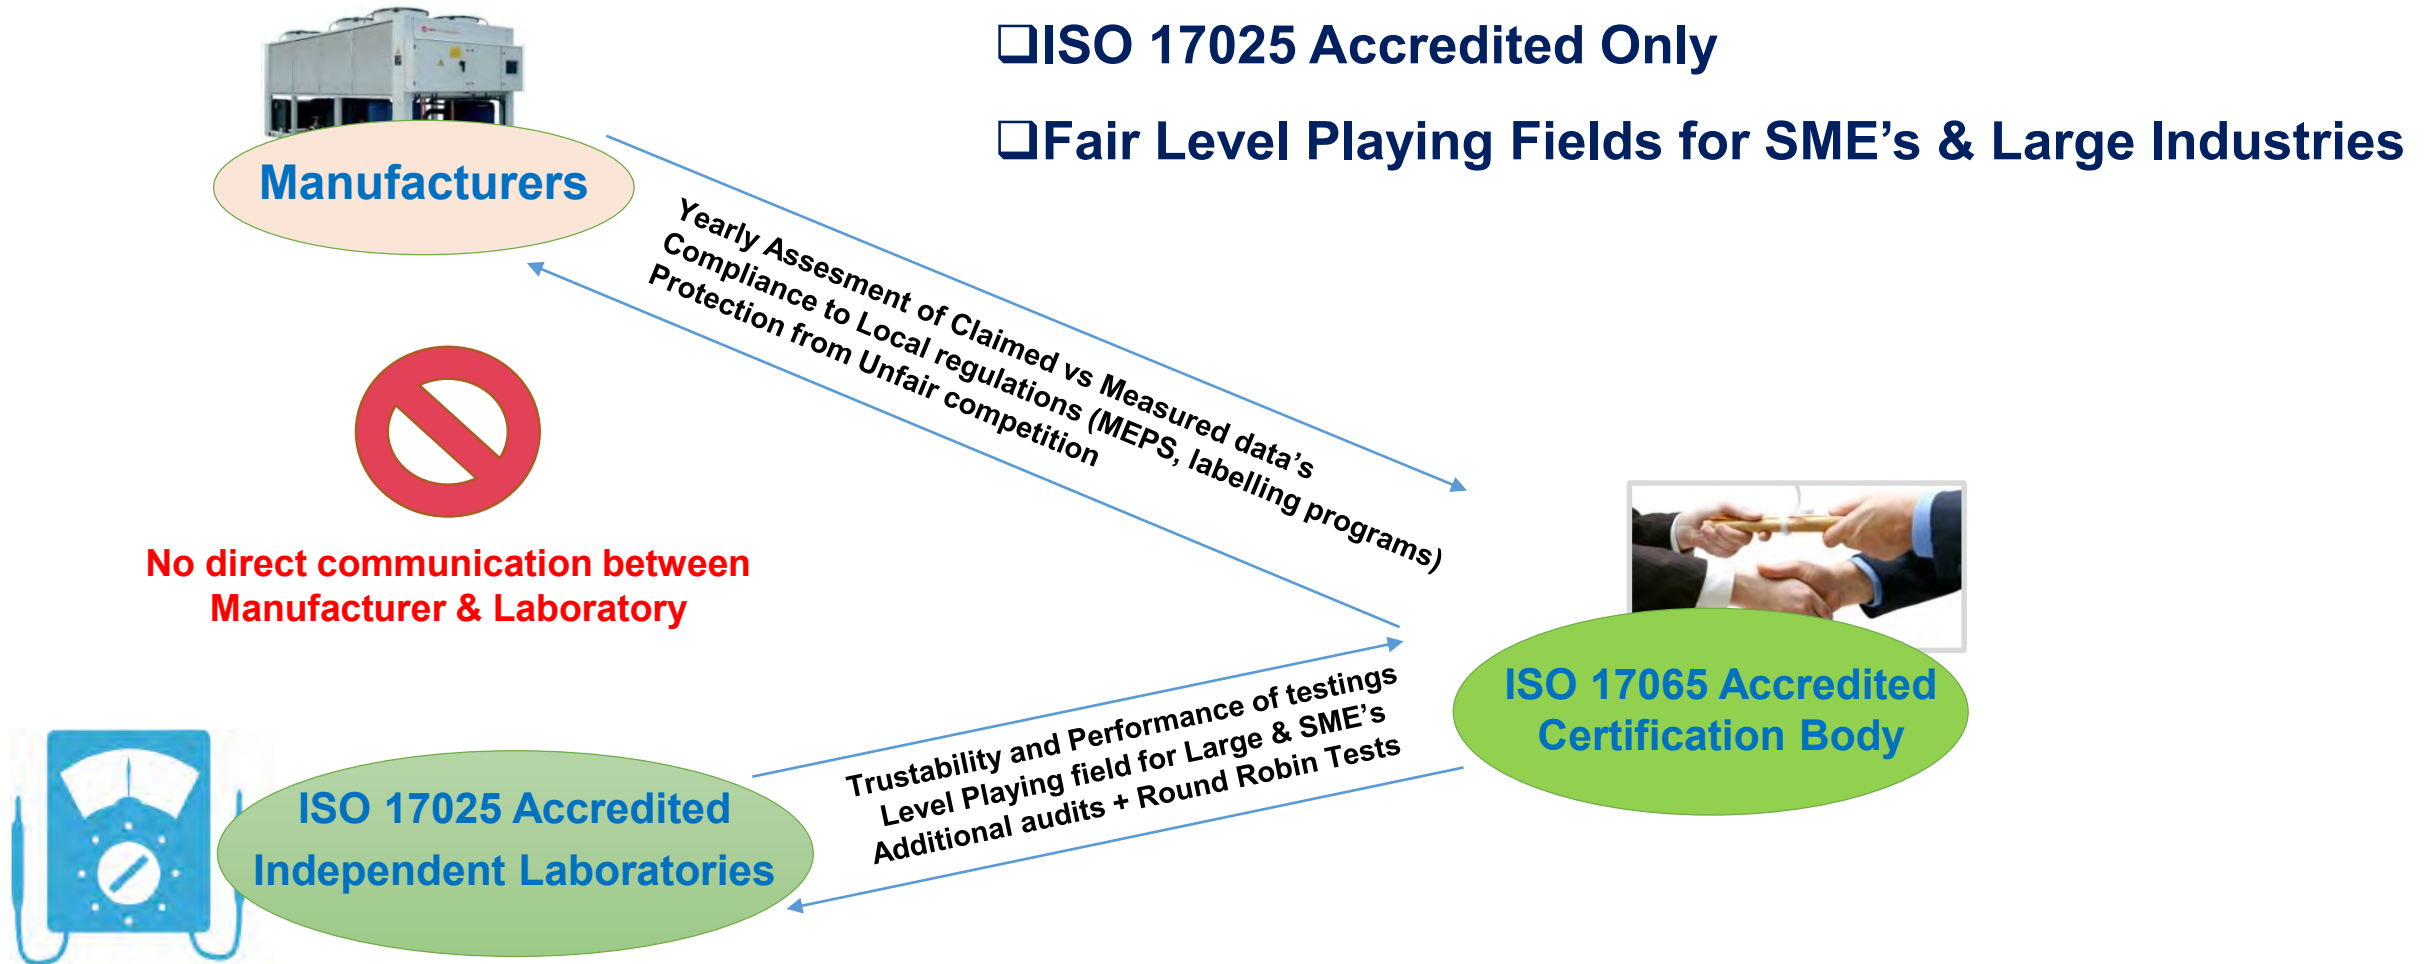 ❑ISO 17025 Accredited Only
❑Fair Level Playing Fields for SME’s & Large Industries
Manufacturers
Yearly Assesment of Claimed vs Measured data’s
Compliance to Local regulations (MEPS, labelling programs)
Protection from Unfair competition
No direct communication between
Manufacturer & Laboratory
ISO 17065 Accredited
Certification Body
Trustability and Performance of testings
Level Playing field for Large & SME’s
Additional audits + Round Robin Tests
ISO 17025 Accredited
Independent Laboratories